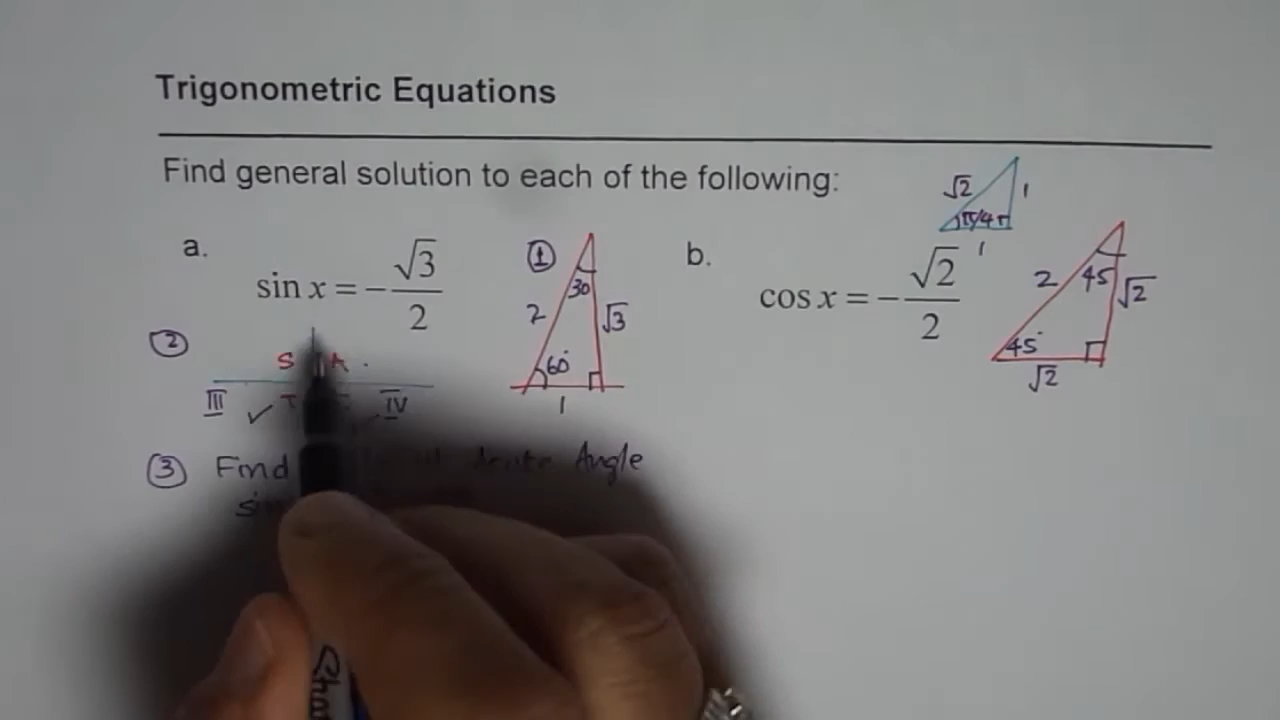 Trigonometric Equations
Find general solution to each of the following:
a.
sin x = -√3/2
① 30 2 √3 60° 1
b.
cos x = -√2/2
√2 1 π/4 1
2 45 √2 45° √2
②
S A
III T IV
③ Find Acute Angle